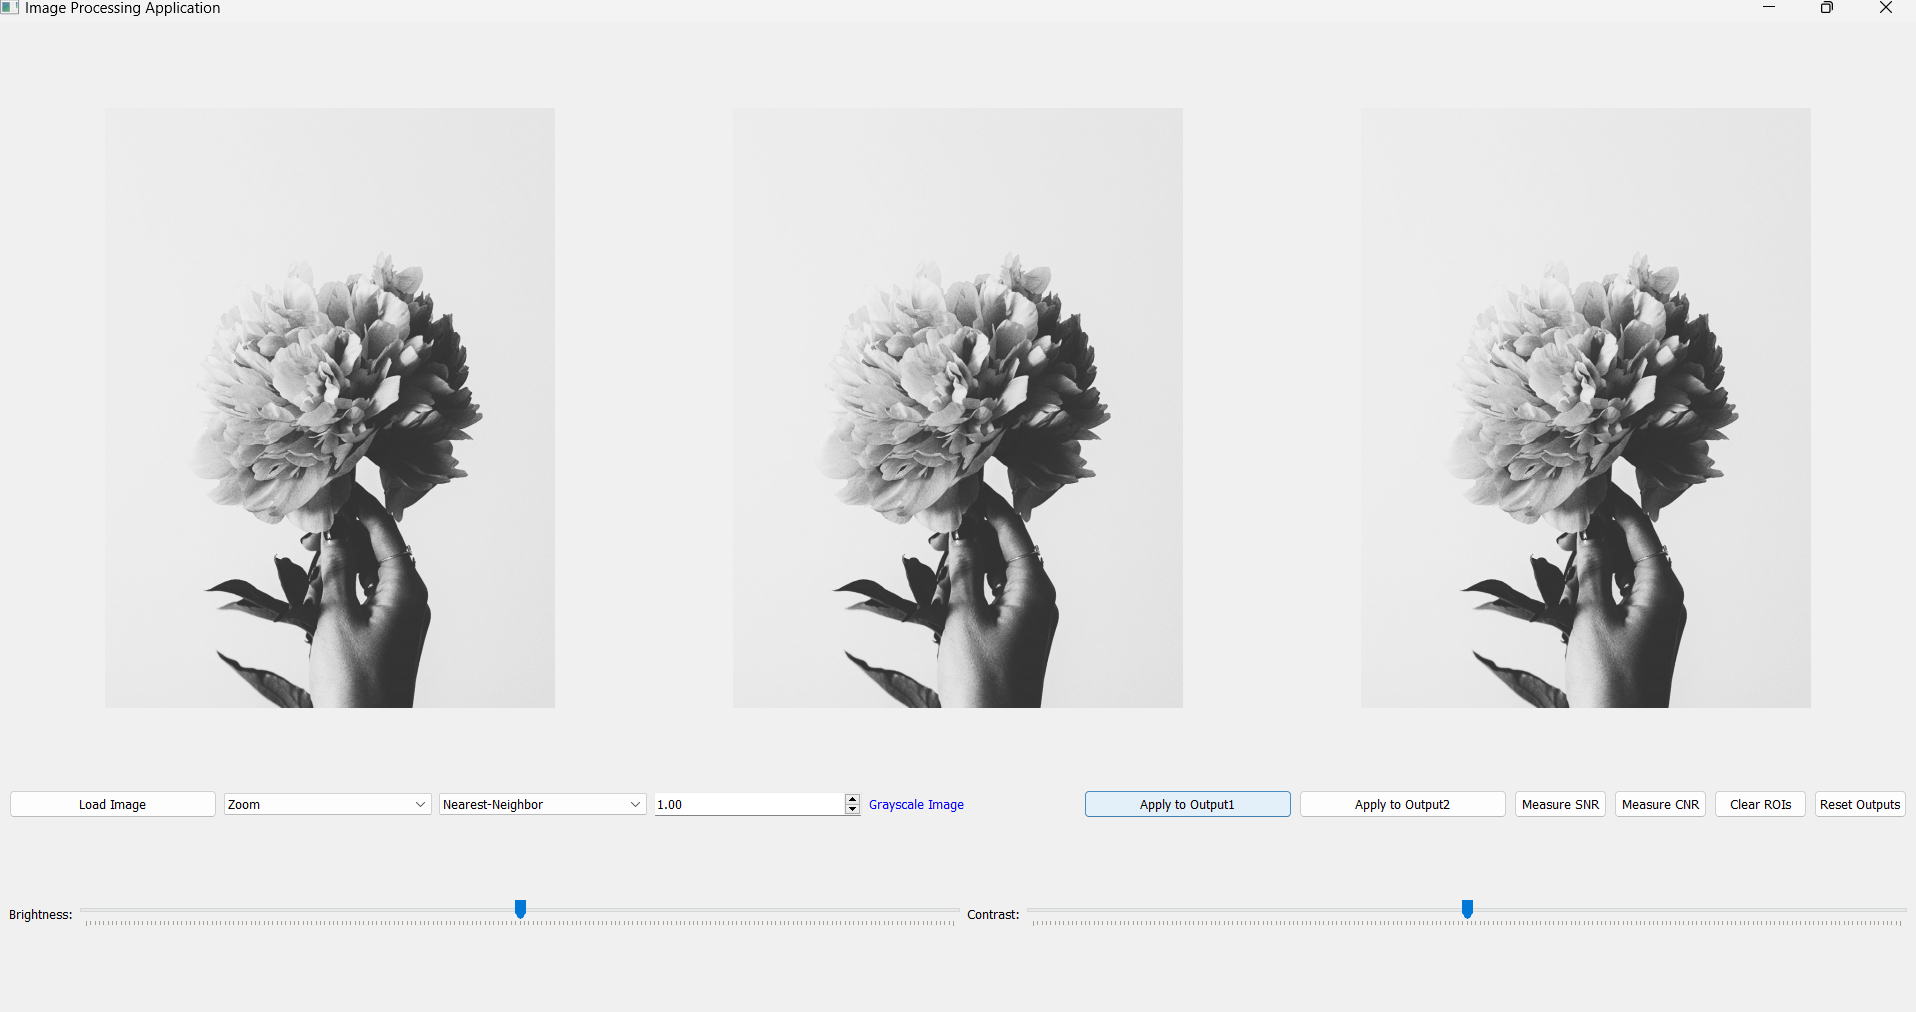 Image Processing Application
Load Image
Zoom
Nearest-Neighbor
1.00
Grayscale Image
Apply to Output1
Apply to Output2
Measure SNR
Measure CNR
Clear ROIs
Reset Outputs
Brightness:
Contrast: